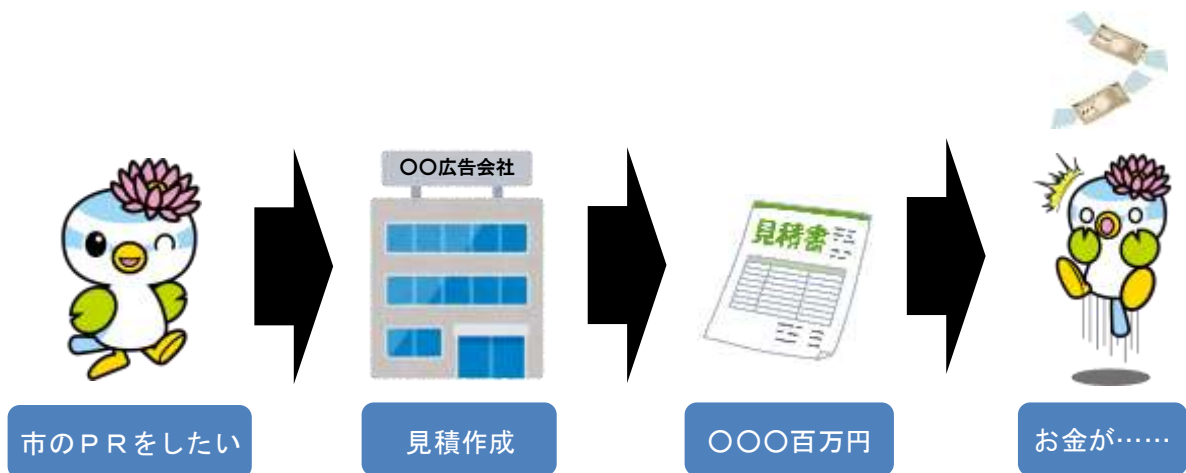 〇〇広告会社
見積書
市のＰＲをしたい
見積作成
〇〇〇百万円
お金が……